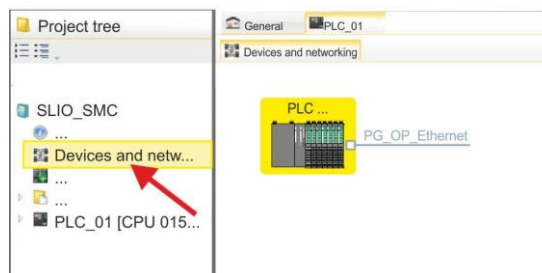 Project tree
SLIO_SMC
...
Devices and netw...
...
...
PLC_01 [CPU 015...
General
PLC_01
Devices and networking
PLC ...
PG_OP_Ethernet